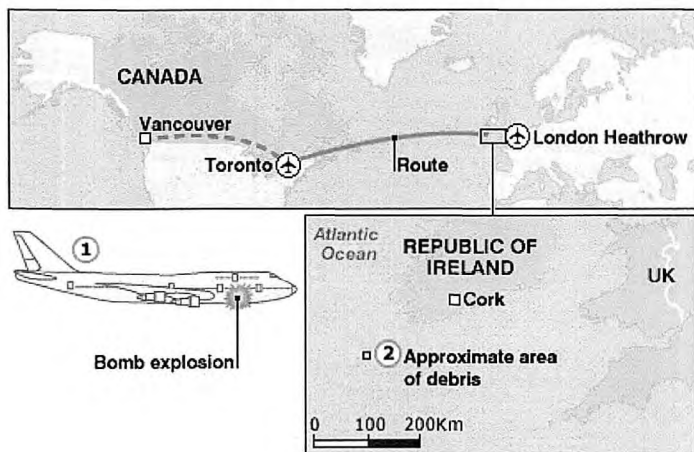 CANADA
Vancouver
Toronto
Route
London Heathrow
1
Bomb explosion
Atlantic
Ocean
REPUBLIC OF
IRELAND
UK
Cork
2 Approximate area
of debris
0 100 200Km